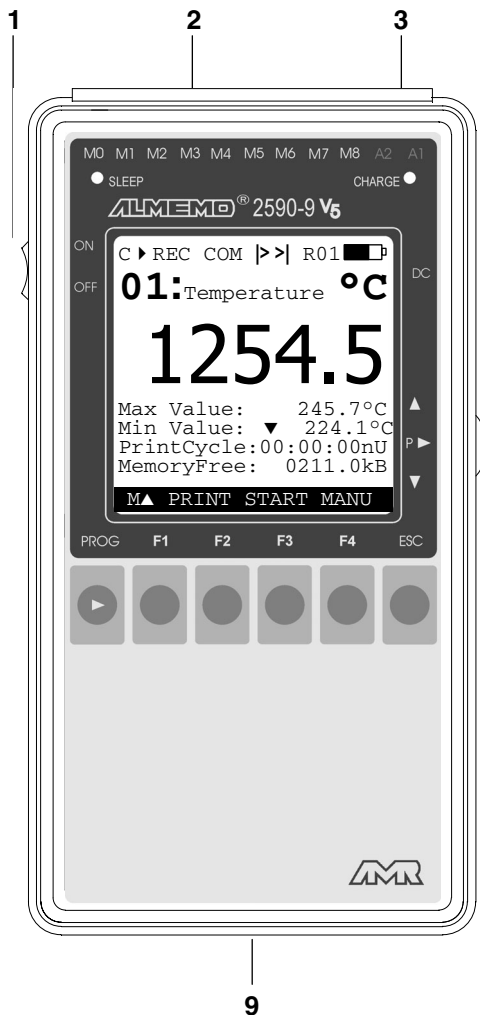 1 2 3
M0 M1 M2 M3 M4 M5 M6 M7 M8 A2 A1
SLEEP CHARGE
ALMEMO® 2590-9 V5
ON
OFF
DC
C▶REC COM |>>| R01
01:Temperature °C
1254.5
Max Value: 245.7°C
Min Value: ▼ 224.1°C
PrintCycle:00:00:00nU
MemoryFree: 0211.0kB
M▲ PRINT START MANU
▲
P▶
▼
PROG F1 F2 F3 F4 ESC
AMR
9